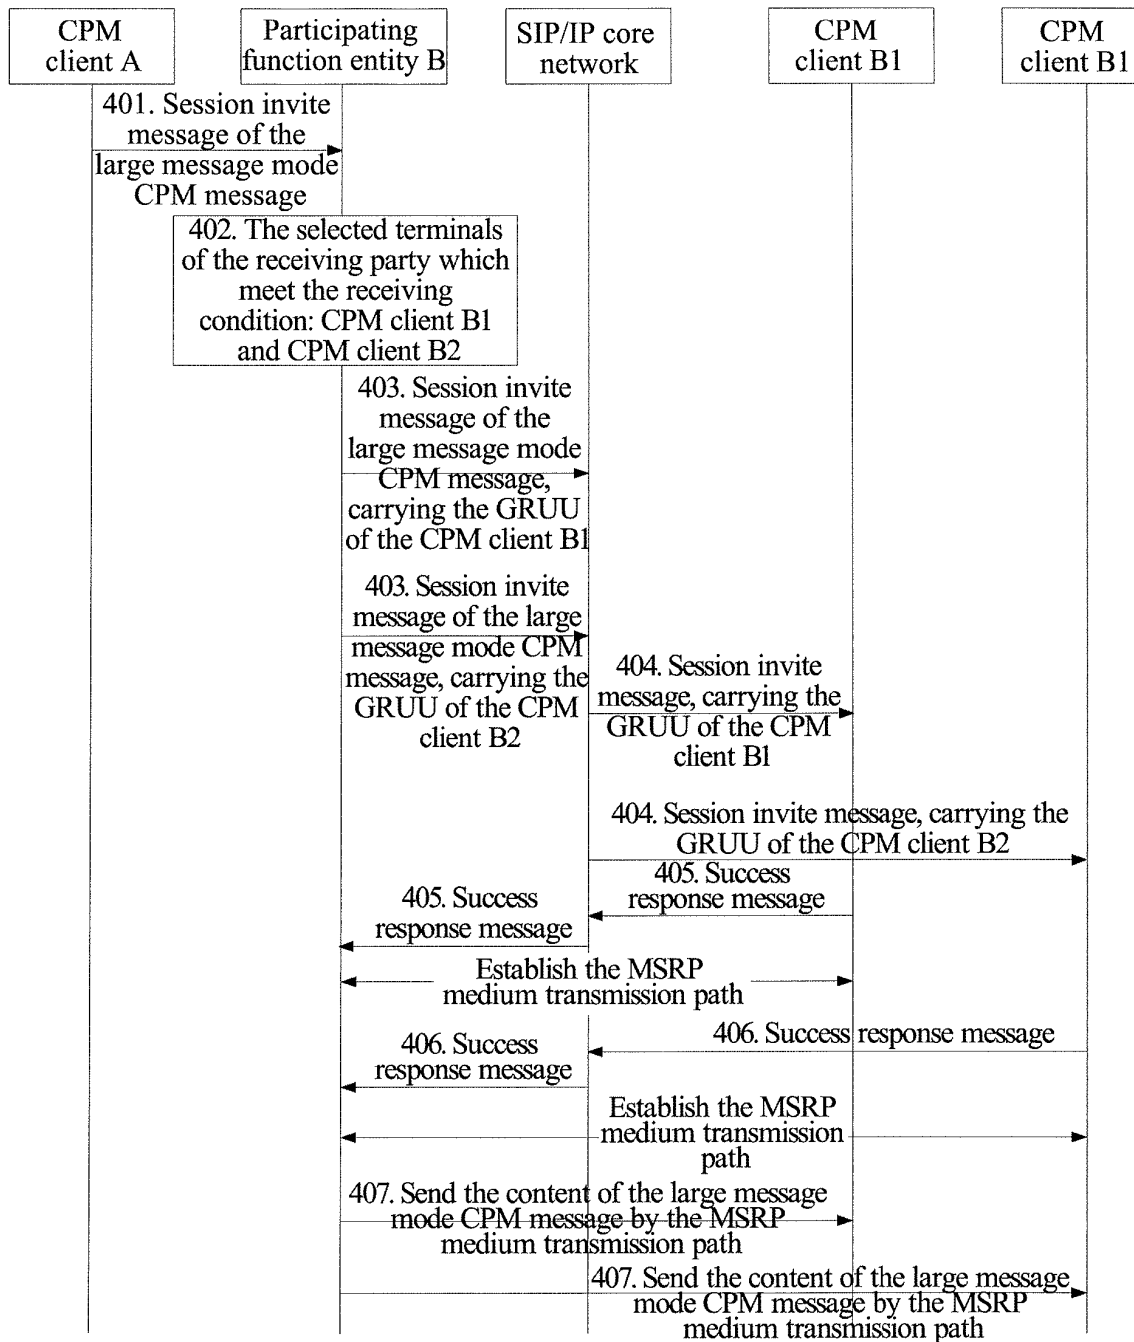 CPM
client A
Participating
function entity B
SIP/IP core
network
CPM
client B1
CPM
client B1
401. Session invite
message of the
large message mode
CPM message
402. The selected terminals
of the receiving party which
meet the receiving
condition: CPM client B1
and CPM client B2
403. Session invite
message of the
large message mode
CPM message,
carrying the GRUU
of the CPM client B1
403. Session invite
message of the large
message mode CPM
message, carrying the
GRUU of the CPM
client B2
404. Session invite
message, carrying the
GRUU of the CPM
client B1
404. Session invite message, carrying the
GRUU of the CPM client B2
405. Success
response message
405. Success
response message
Establish the MSRP
medium transmission path
406. Success response message
406. Success
response message
Establish the MSRP
medium transmission
path
407. Send the content of the large message
mode CPM message by the MSRP
medium transmission path
407. Send the content of the large message
mode CPM message by the MSRP
medium transmission path